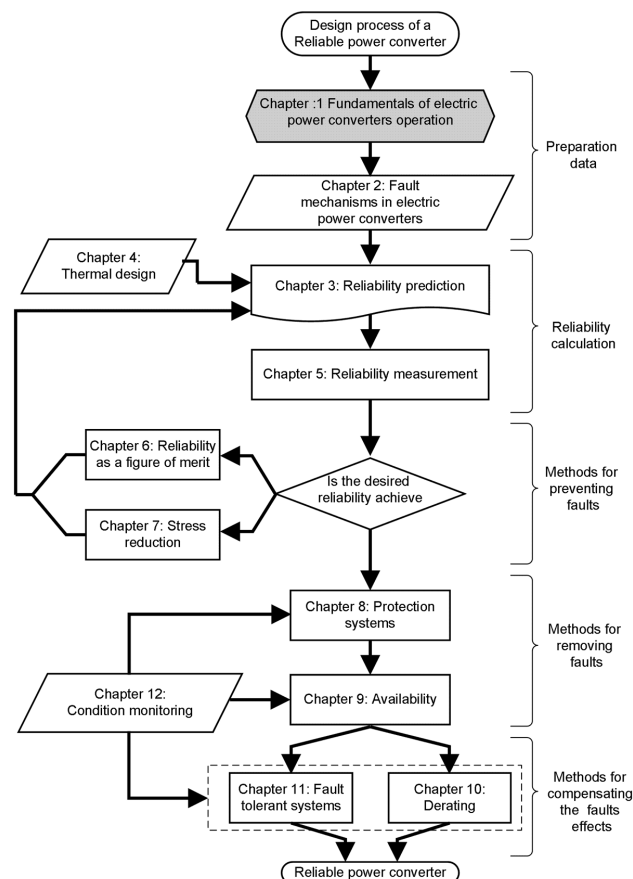 Design process of a
Reliable power converter
Chapter :1 Fundamentals of electric
power converters operation
Preparation
data
Chapter 2: Fault
mechanisms in electric
power converters
Chapter 4:
Thermal design
Chapter 3: Reliability prediction
Reliability
calculation
Chapter 5: Reliability measurement
Chapter 6: Reliability
as a figure of merit
Is the desired
reliability achieve
Methods for
preventing
faults
Chapter 7: Stress
reduction
Chapter 8: Protection
systems
Methods for
removing
faults
Chapter 12:
Condition monitoring
Chapter 9: Availability
Chapter 11: Fault
tolerant systems
Chapter 10:
Derating
Methods for
compensating
the faults
effects
Reliable power converter